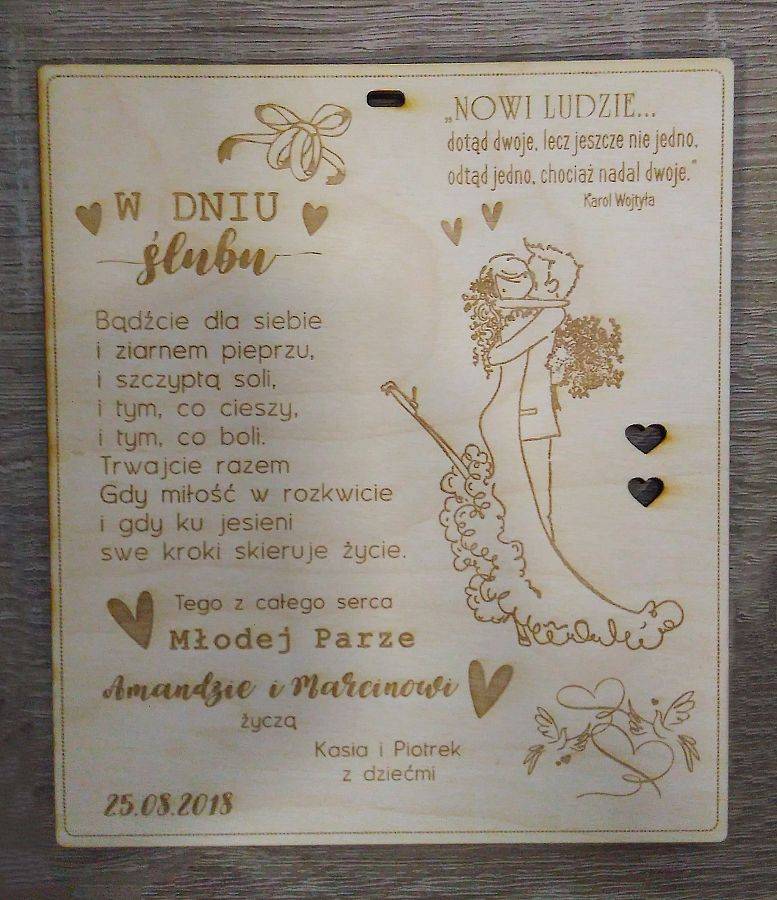 „NOWI LUDZIE...
dotąd dwoje, lecz jeszcze nie jedno,
odtąd jedno, chociaż nadal dwoje."
Karol Wojtyła
W DNIU
ślubu
Bądźcie dla siebie
i ziarnem pieprzu,
i szczyptą soli,
i tym, co cieszy,
i tym, co boli.
Trwajcie razem
Gdy miłość w rozkwicie
i gdy ku jesieni
swe kroki skieruje życie.
Tego z całego serca
Młodej Parze
Amandzie i Marcinowi
życzą
Kasia i Piotrek
z dziećmi
25.08.2018